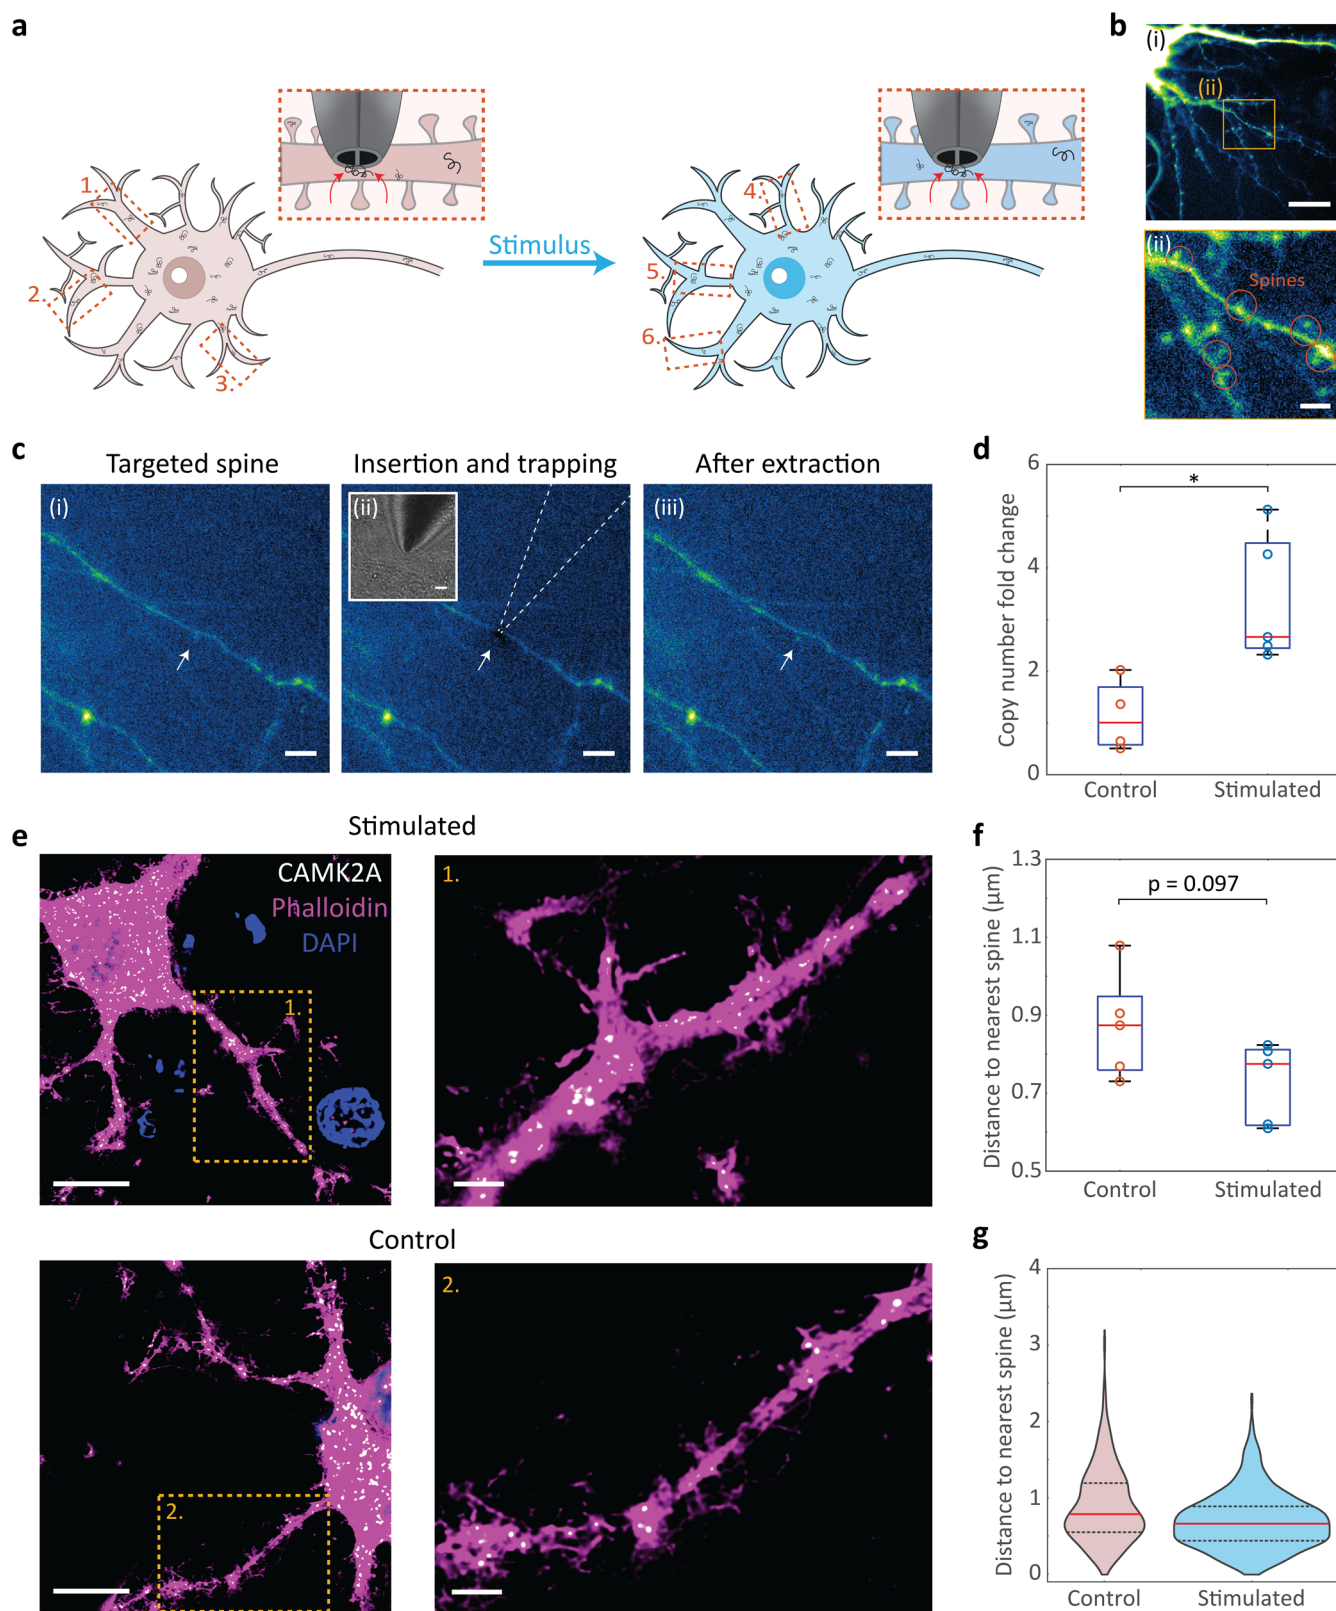 a
1.
2.
3.
Stimulus
4.
5.
6.
b
(i)
(ii)
(ii)
Spines
c
Targeted spine
Insertion and trapping
After extraction
(i)
(ii)
(iii)
d
Copy number fold change
6
4
2
0
Control
Stimulated
*
e
Stimulated
CAMK2A
Phalloidin
DAPI
1.
1.
Control
2.
2.
f
Distance to nearest spine (µm)
1.3
1.1
0.9
0.7
0.5
p = 0.097
Control
Stimulated
g
Distance to nearest spine (µm)
4
3
2
1
0
Control
Stimulated